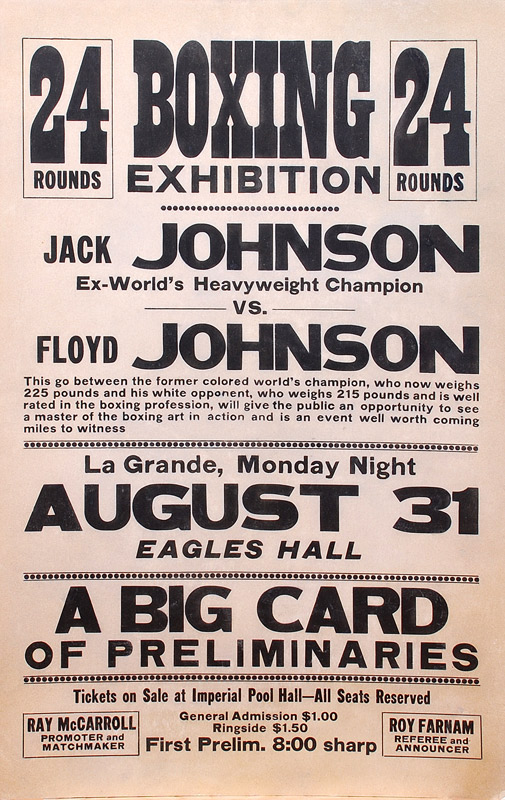 24 ROUNDS
BOXING
EXHIBITION
24 ROUNDS
JACK JOHNSON
Ex-World's Heavyweight Champion
VS.
FLOYD JOHNSON
This go between the former colored world's champion, who now weighs
225 pounds and his white opponent, who weighs 215 pounds and is well
rated in the boxing profession, will give the public an opportunity to see
a master of the boxing art in action and is an event well worth coming
miles to witness
La Grande, Monday Night
AUGUST 31
EAGLES HALL
A BIG CARD
OF PRELIMINARIES
Tickets on Sale at Imperial Pool Hall—All Seats Reserved
RAY McCARROLL
PROMOTER and
MATCHMAKER
General Admission $1.00
Ringside $1.50
First Prelim. 8:00 sharp
ROY FARNAM
REFEREE and
ANNOUNCER